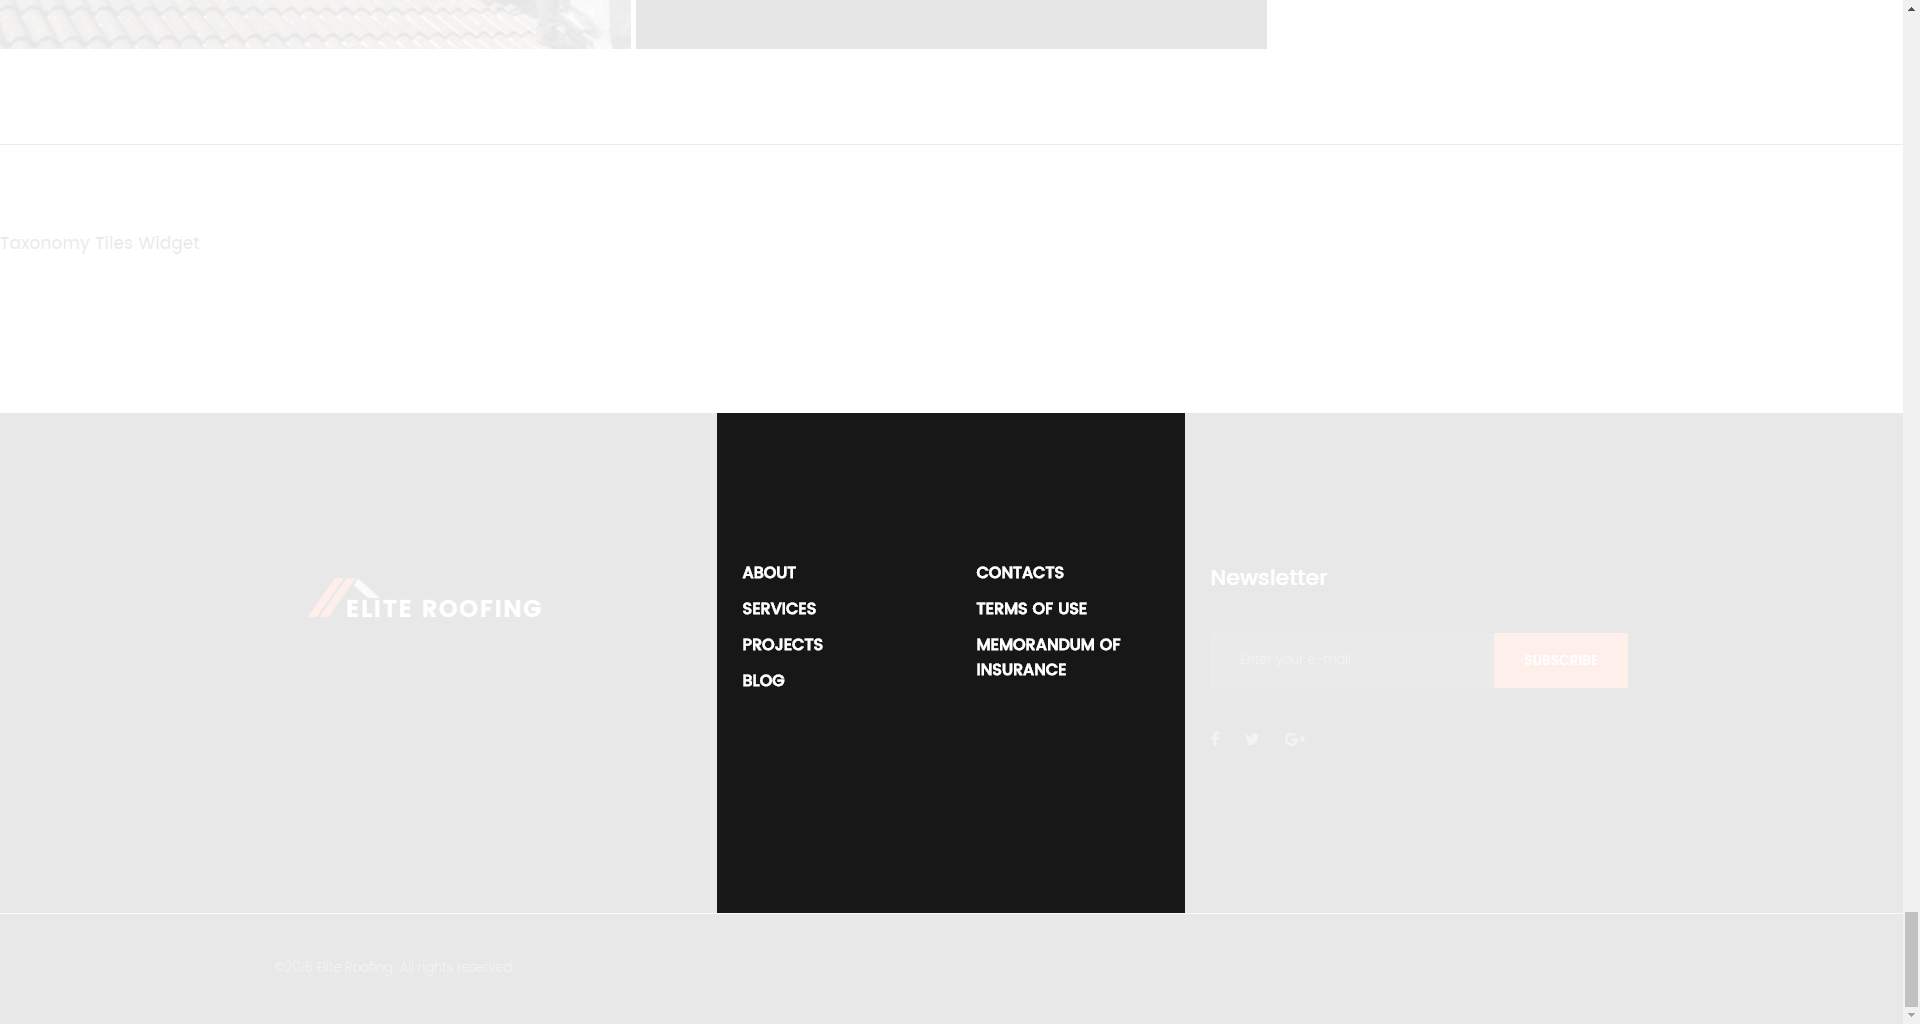 Taxonomy Tiles Widget
ELITE ROOFING
ABOUT
SERVICES
PROJECTS
BLOG
CONTACTS
TERMS OF USE
MEMORANDUM OF
INSURANCE
Newsletter
Enter your e-mail
SUBSCRIBE
©2016 Elite Roofing. All rights reserved.